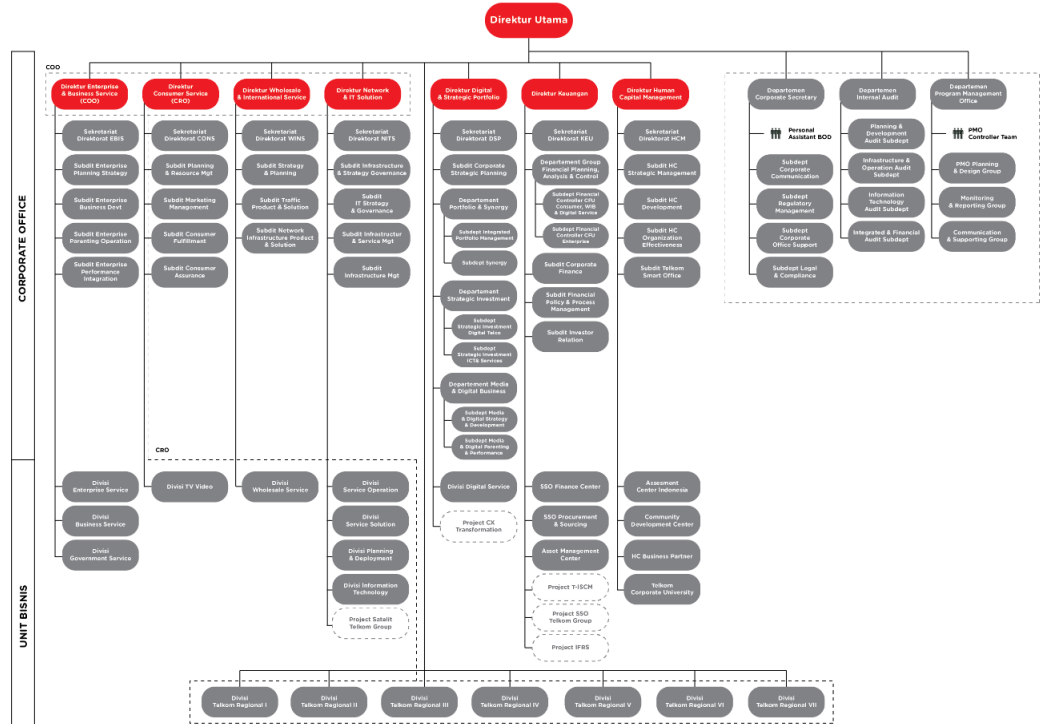 Direktur Utama
CORPORATE OFFICE
UNIT BISNIS
COO
Direktur Enterprise
& Business Service
(COO)
Sekretariat
Direktorat EBIS
Subdit Enterprise
Planning Strategy
Subdit Enterprise
Business Devt
Subdit Enterprise
Parenting Operation
Subdit Enterprise
Performance
Integration
Divisi
Enterprise Service
Divisi
Business Service
Divisi
Government Service
Direktur
Consumer Service
(CRO)
Sekretariat
Direktorat CONS
Subdit Planning
& Resource Mgt
Subdit Marketing
Management
Subdit Consumer
Fulfillment
Subdit Consumer
Assurance
CRO
Divisi TV Video
Direktur Wholesale
& International Service
Sekretariat
Direktorat WINS
Subdit Strategy
& Planning
Subdit Traffic
Product & Solution
Subdit Network
Infrastructure Product
& Solution
Divisi
Wholesale Service
Direktur Network
& IT Solution
Sekretariat
Direktorat NITS
Subdit Infrastructure
& Strategy Governance
Subdit
IT Strategy
& Governance
Subdit Infrastructur
& Service Mgt
Subdit
Infrastructure Mgt
Divisi
Service Operation
Divisi
Service Solution
Divisi Planning
& Deployment
Divisi Information
Technology
Project Satelit
Telkom Group
Direktur Digital
& Strategic Portfolio
Sekretariat
Direktorat DSP
Subdit Corporate
Strategic Planning
Departement
Portfolio & Synergy
Subdept Integrated
Portfolio Management
Subdept Synergy
Departement
Strategic Investment
Subdept
Strategic Investment
Digital Telco
Subdept
Strategic Investment
ICT& Services
Departement Media
& Digital Business
Subdept Media
& Digital Strategy
& Development
Subdept Media
& Digital Parenting
& Performance
Divisi Digital Service
Project CX
Transformation
Direktur Keuangan
Sekretariat
Direktorat KEU
Departement Group
Financial Planning,
Analysis & Control
Subdept Financial
Controller CFU
Consumer, WIB
& Digital Service
Subdept Financial
Controller CFU
Enterprise
Subdit Corporate
Finance
Subdit Financial
Policy & Process
Management
Subdit Investor
Relation
SSO Finance Center
SSO Procurement
& Sourcing
Asset Management
Center
Project T-ISCM
Project SSO
Telkom Group
Project IFRS
Direktur Human
Capital Management
Sekretariat
Direktorat HCM
Subdit HC
Strategic Management
Subdit HC
Development
Subdit HC
Organization
Effectiveness
Subdit Telkom
Smart Office
Assesment
Center Indonesia
Community
Development Center
HC Business Partner
Telkom
Corporate University
Departemen
Corporate Secretary
Personal
Assistant BOD
Subdept
Corporate
Communication
Subdept
Regulatory
Management
Subdept
Corporate
Office Support
Subdept Legal
& Compliance
Departemen
Internal Audit
Planning &
Development
Audit Subdept
Infrastructure &
Operation Audit
Subdept
Information
Technology
Audit Subdept
Integrated & Financial
Audit Subdept
Departeman
Program Management
Office
PMO
Controller Team
PMO Planning
& Design Group
Monitoring
& Reporting Group
Communication
& Supporting Group
Divisi
Telkom Regional I
Divisi
Telkom Regional II
Divisi
Telkom Regional III
Divisi
Telkom Regional IV
Divisi
Telkom Regional V
Divisi
Telkom Regional VI
Divisi
Telkom Regional VII